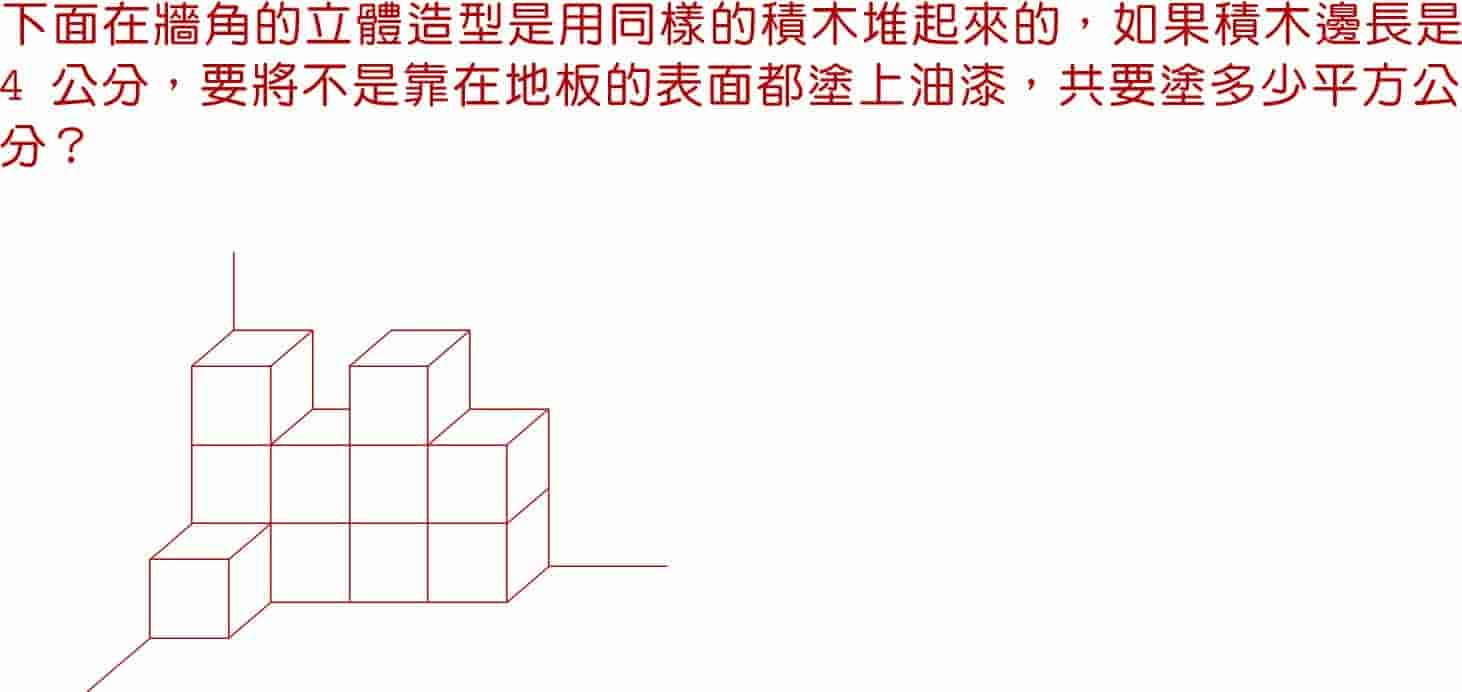 下面在牆角的立體造型是用同樣的積木堆起來的，如果積木邊長是
4 公分，要將不是靠在地板的表面都塗上油漆，共要塗多少平方公
分？